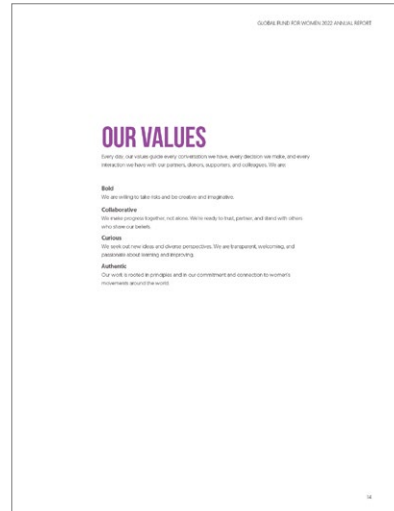 GLOBAL FUND FOR WOMEN 2022 ANNUAL REPORT
OUR VALUES
Every day, our values guide every conversation we have, every decision we make, and every
interaction we have with our partners, donors, supporters, and colleagues. We are:
Bold
We are willing to take risks and be creative and imaginative.
Collaborative
We make progress together, not alone. We're ready to trust, partner, and stand with others
who share our beliefs.
Curious
We seek out new ideas and diverse perspectives. We are transparent, welcoming, and
passionate about learning and improving.
Authentic
Our work is rooted in principles and in our commitment and connection to women's
movements around the world.